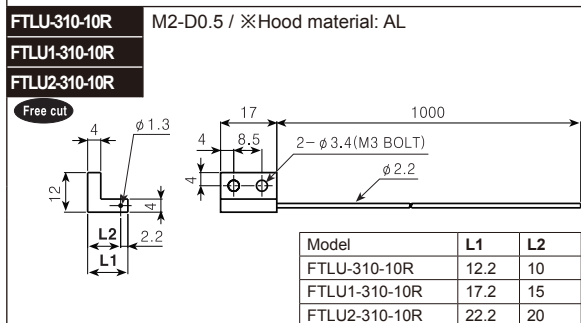 FTLU-310-10R
M2-D0.5 / ※Hood material: AL
FTLU1-310-10R
FTLU2-310-10R
Free cut
4
φ1.3
12
4
L2
2.2
L1
17
1000
4
8.5
2-φ3.4(M3 BOLT)
4
φ2.2
Model L1 L2
FTLU-310-10R 12.2 10
FTLU1-310-10R 17.2 15
FTLU2-310-10R 22.2 20